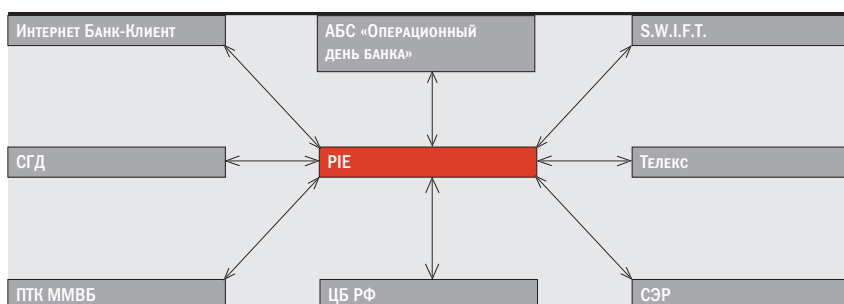 Интернет Банк-Клиент
АБС «Операционный
день банка»
S.W.I.F.T.
СГД
PIE
Телекс
ПТК ММВБ
ЦБ РФ
СЭР